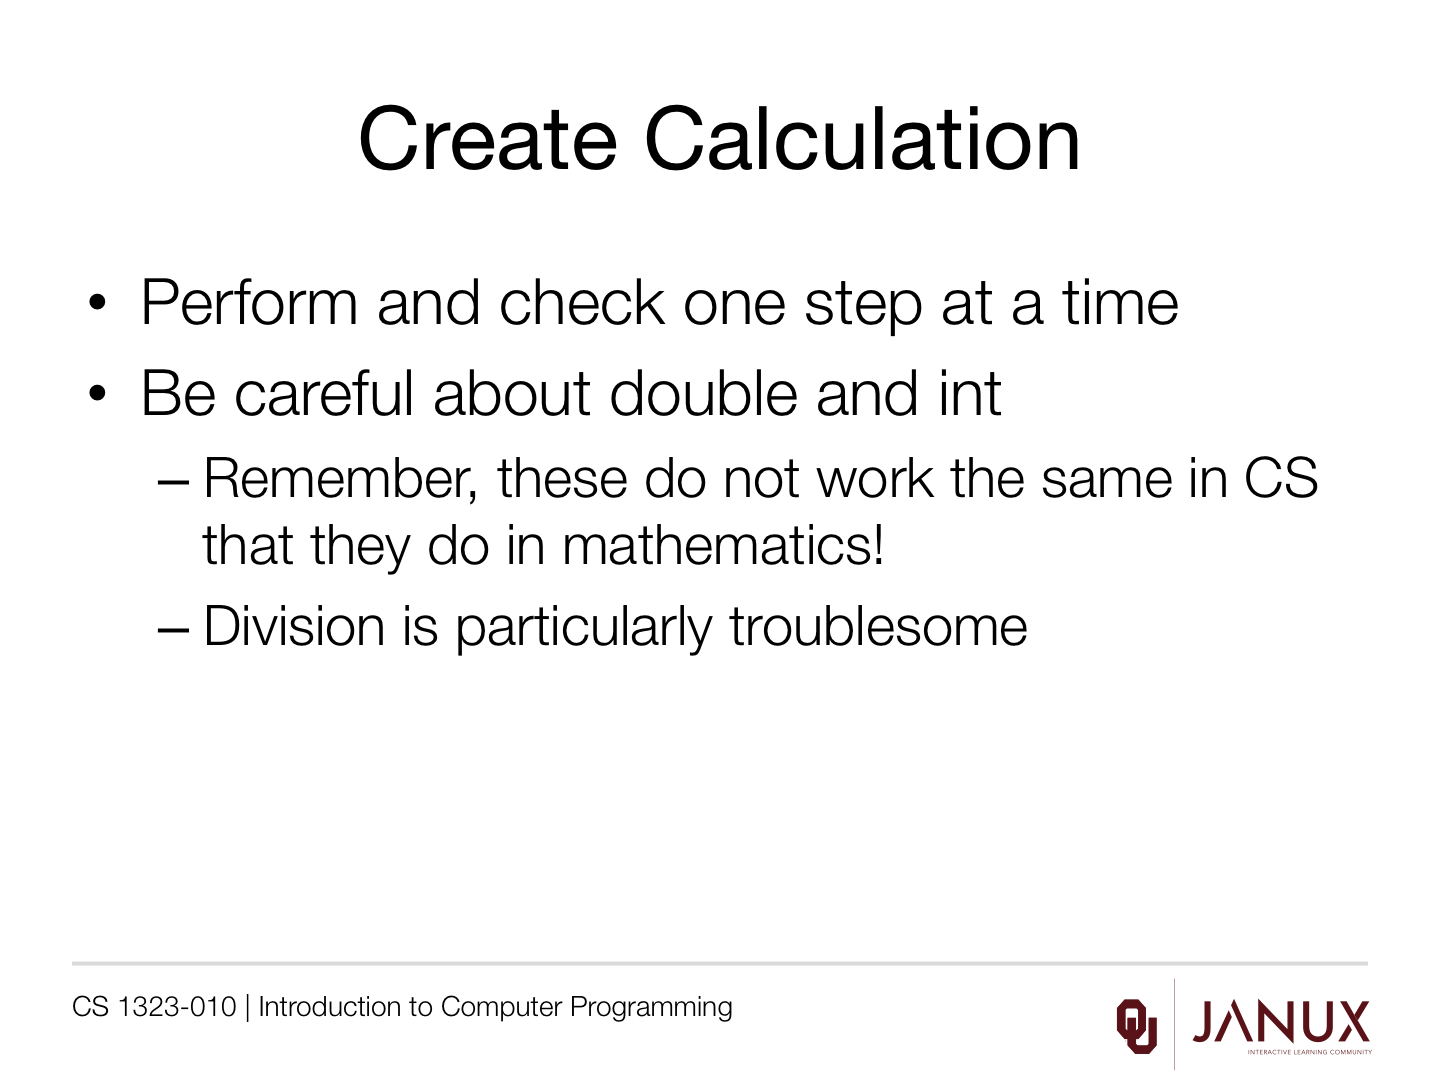 Create Calculation
• Perform and check one step at a time
• Be careful about double and int
– Remember, these do not work the same in CS
that they do in mathematics!
– Division is particularly troublesome
CS 1323-010 | Introduction to Computer Programming
OU
JANUX
INTERACTIVE LEARNING COMMUNITY